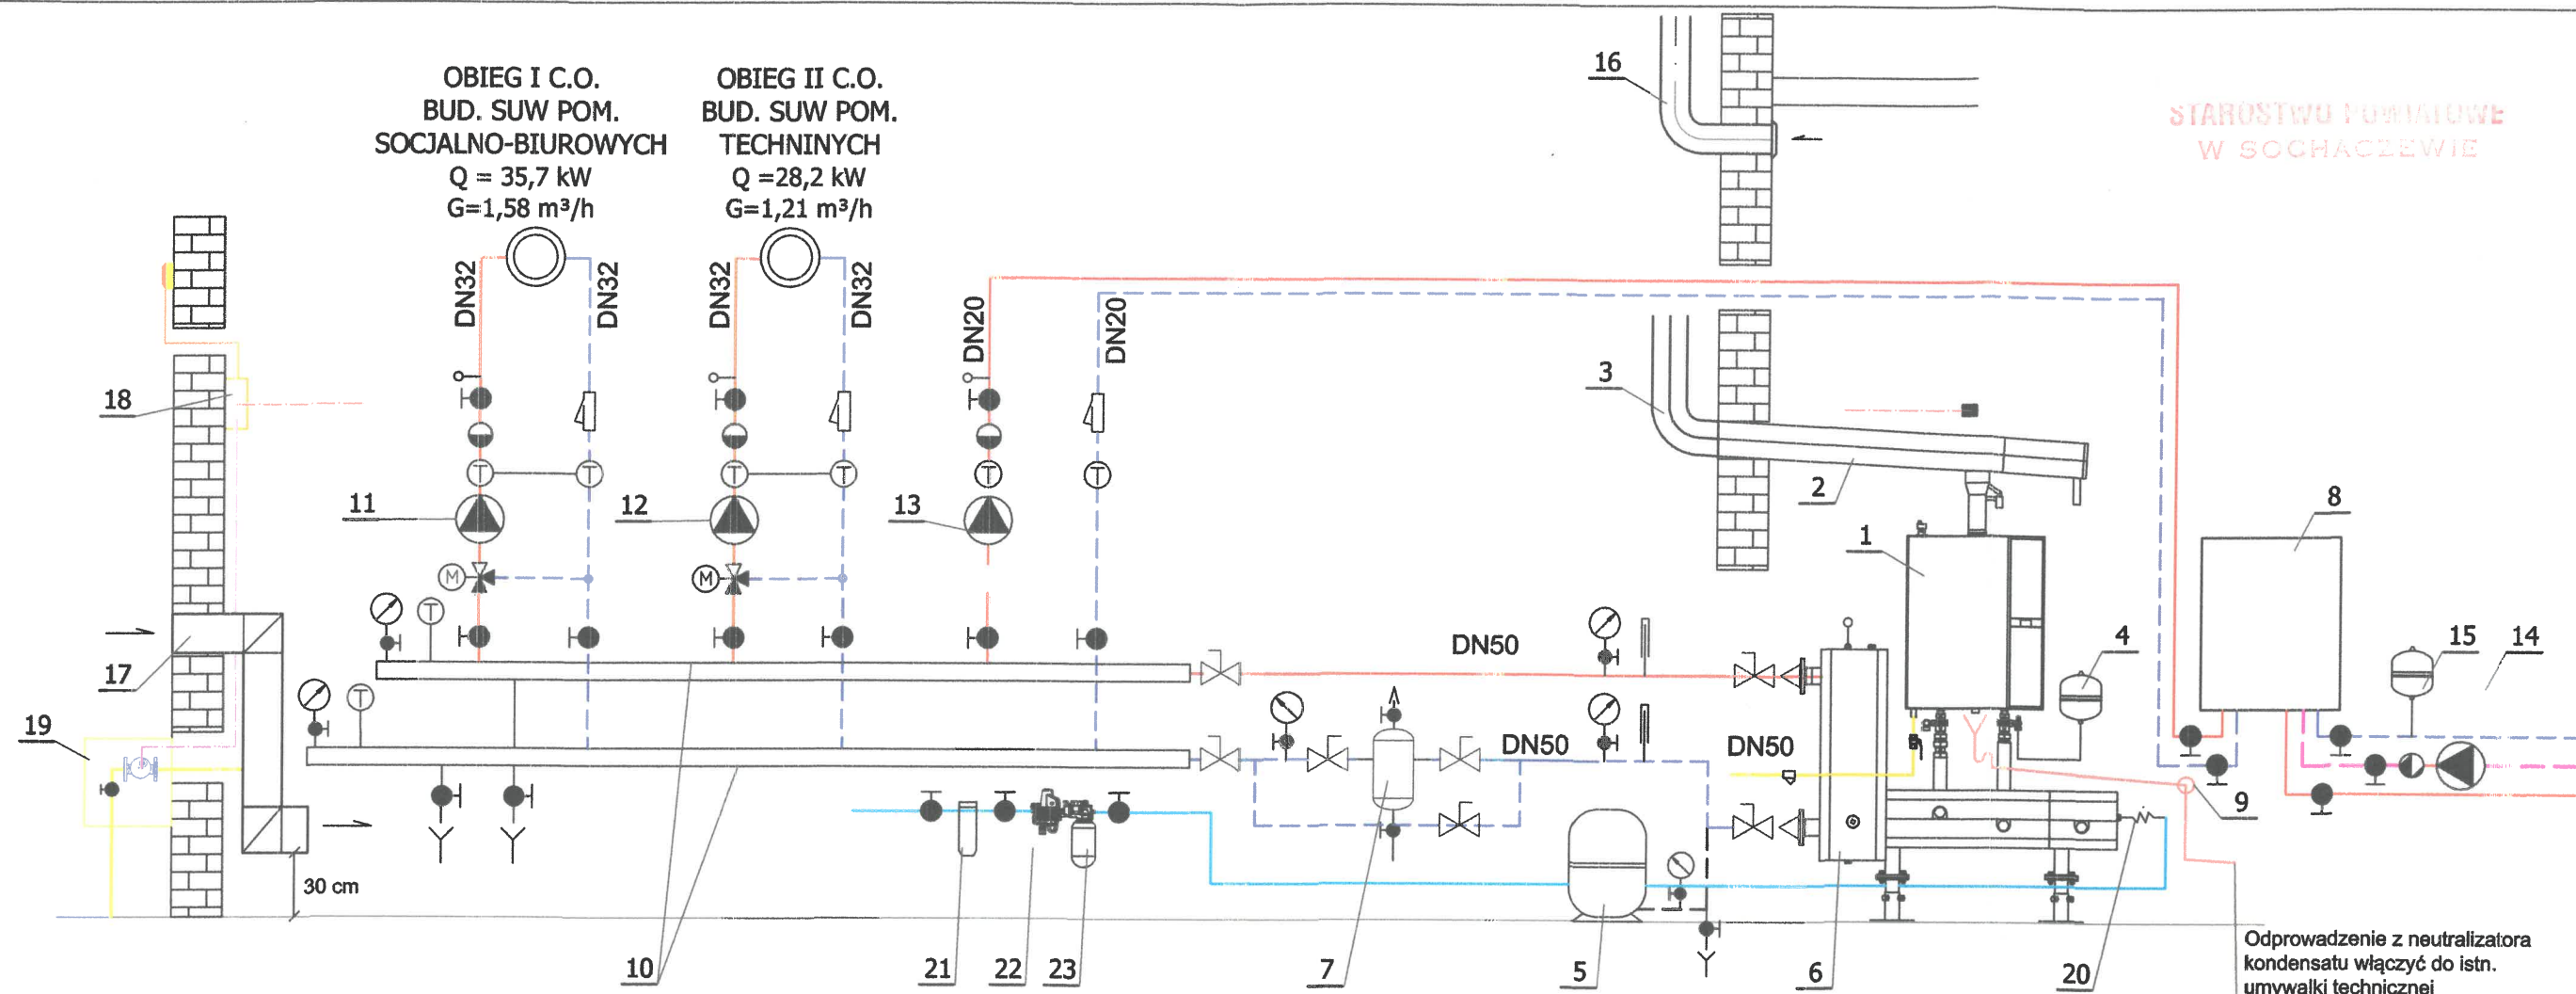 OBIEG I C.O.
BUD. SUW POM.
SOCJALNO-BIUROWYCH
Q = 35,7 kW
G=1,58 m³/h
OBIEG II C.O.
BUD. SUW POM.
TECHNINYCH
Q =28,2 kW
G=1,21 m³/h
16
STAROSTWO POWIATOWE
W SOCHACZEWIE
DN32
DN32
DN32
DN32
DN20
DN20
3
18
T
T
T
T
T
T
2
8
11
12
13
1
M
M
T
T
17
DN50
4
15
14
19
DN50
DN50
9
30 cm
10
21
22
23
7
5
6
20
Odprowadzenie z neutralizatora
kondensatu włączyć do istn.
umywalki technicznej